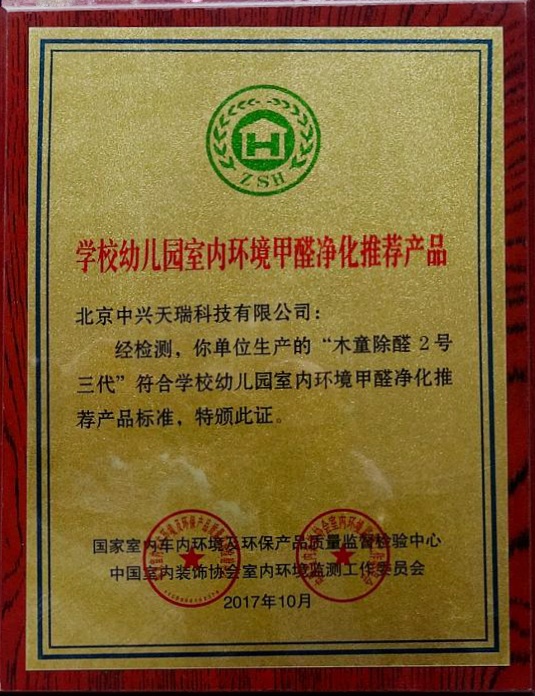 ZSH
学校幼儿园室内环境甲醛净化推荐产品
北京中兴天瑞科技有限公司：
经检测，你单位生产的“木童除醛2号
三代”符合学校幼儿园室内环境甲醛净化推
荐产品标准，特颁此证。
国家室内车内环境及环保产品质量监督检验中心
中国室内装饰协会室内环境监测工作委员会
2017年10月